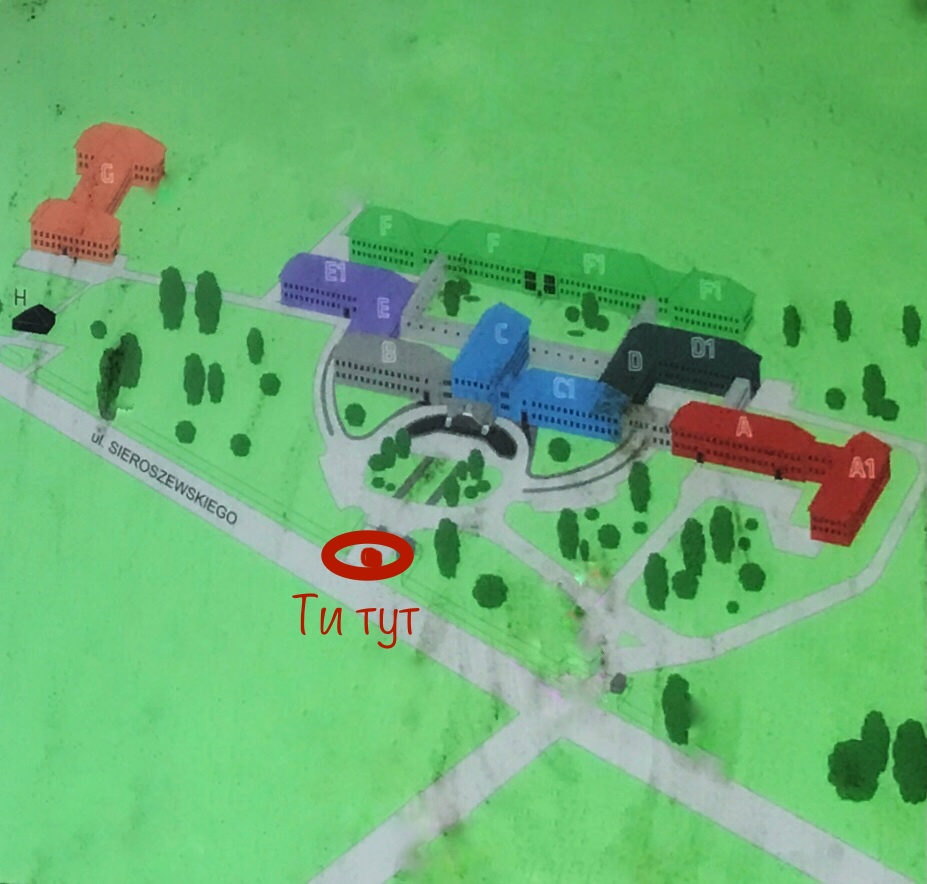 G
H
E1
E
F
F
F1
F1
B
C
C1
D
D1
A
A1
ul. SIEROSZEWSKIEGO
Ти тут